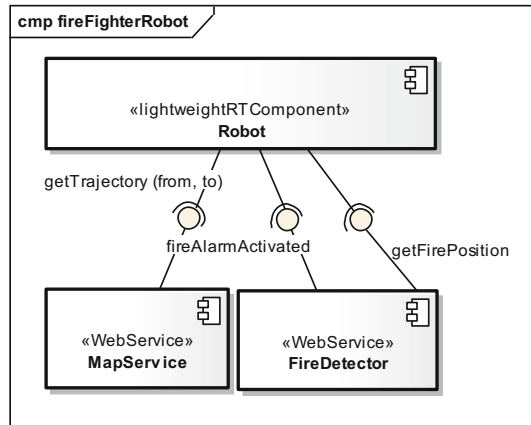 cmp fireFighterRobot
«lightweightRTComponent»
Robot
getTrajectory (from, to)
fireAlarmActivated
getFirePosition
«WebService»
MapService
«WebService»
FireDetector